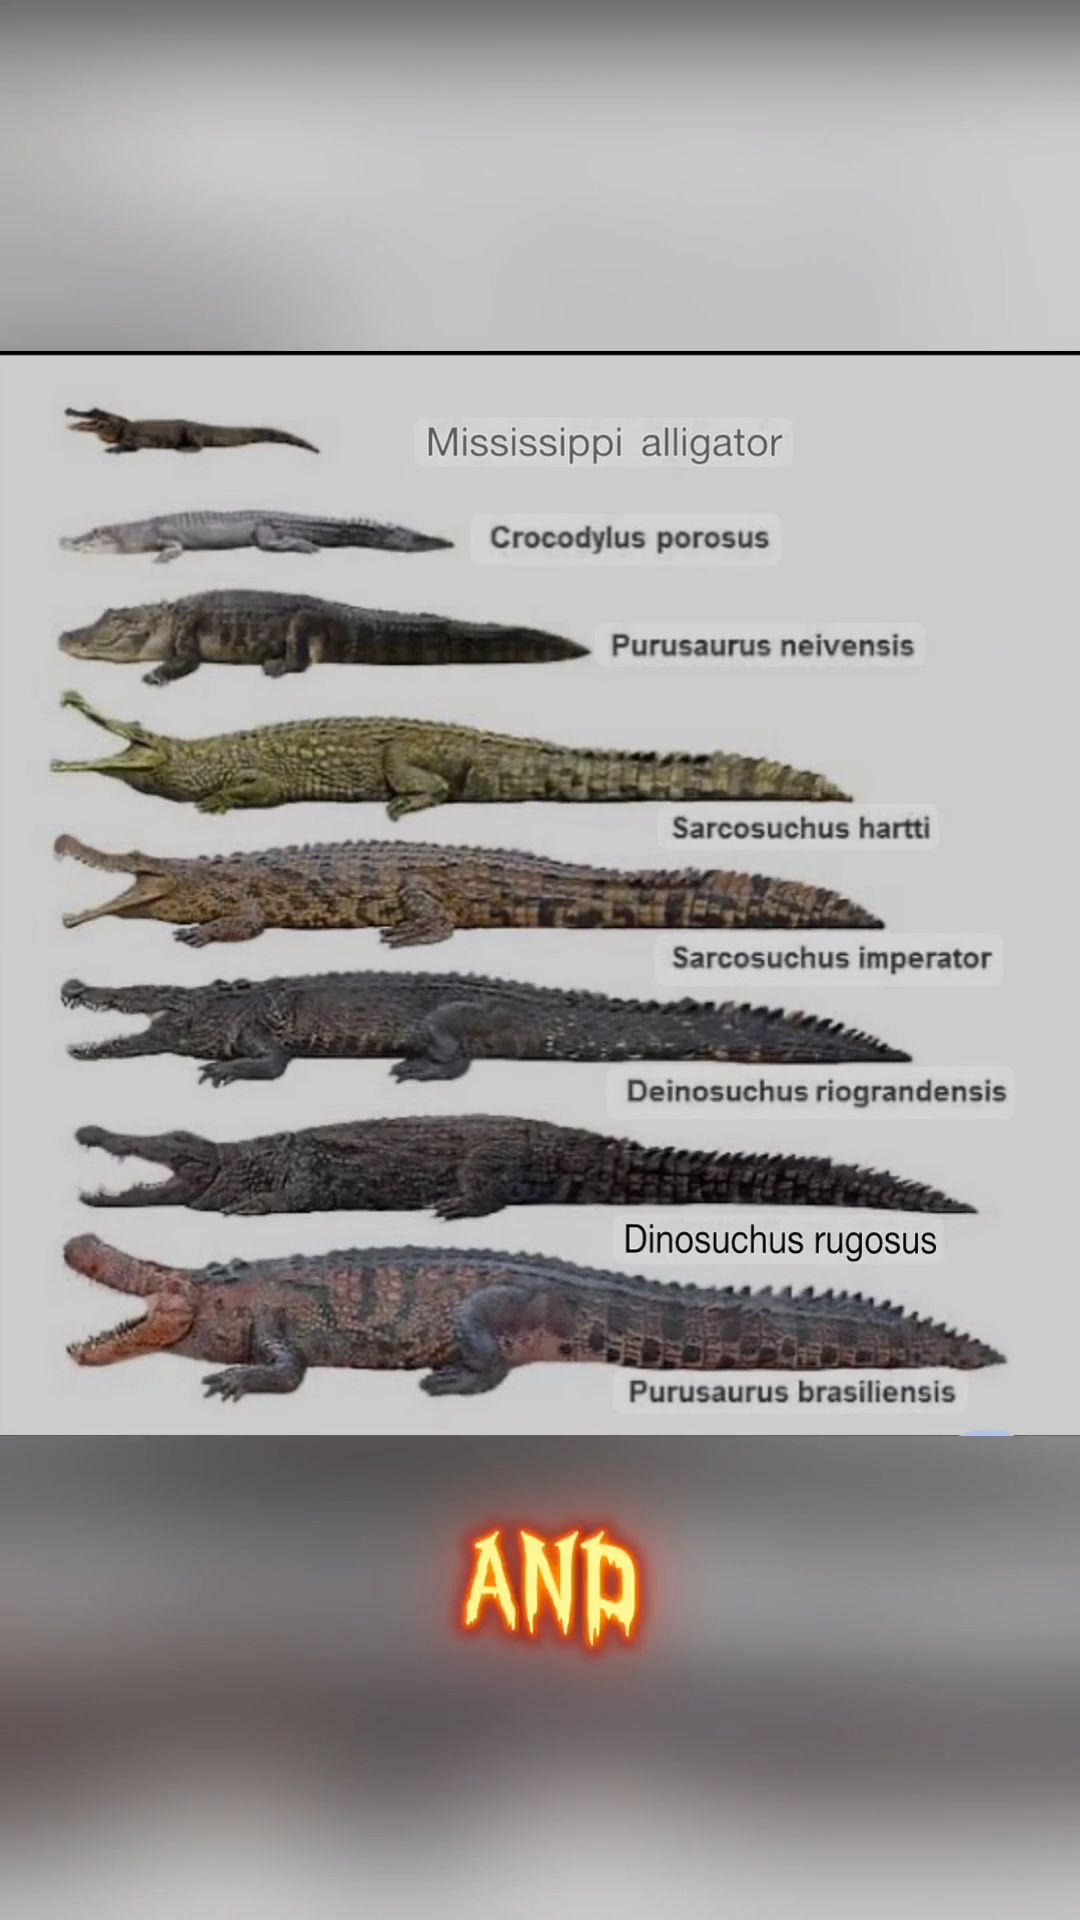 Mississippi alligator
Crocodylus porosus
Purusaurus neivensis
Sarcosuchus hartti
Sarcosuchus imperator
Deinosuchus riograndensis
Dinosuchus rugosus
Purusaurus brasiliensis
AND